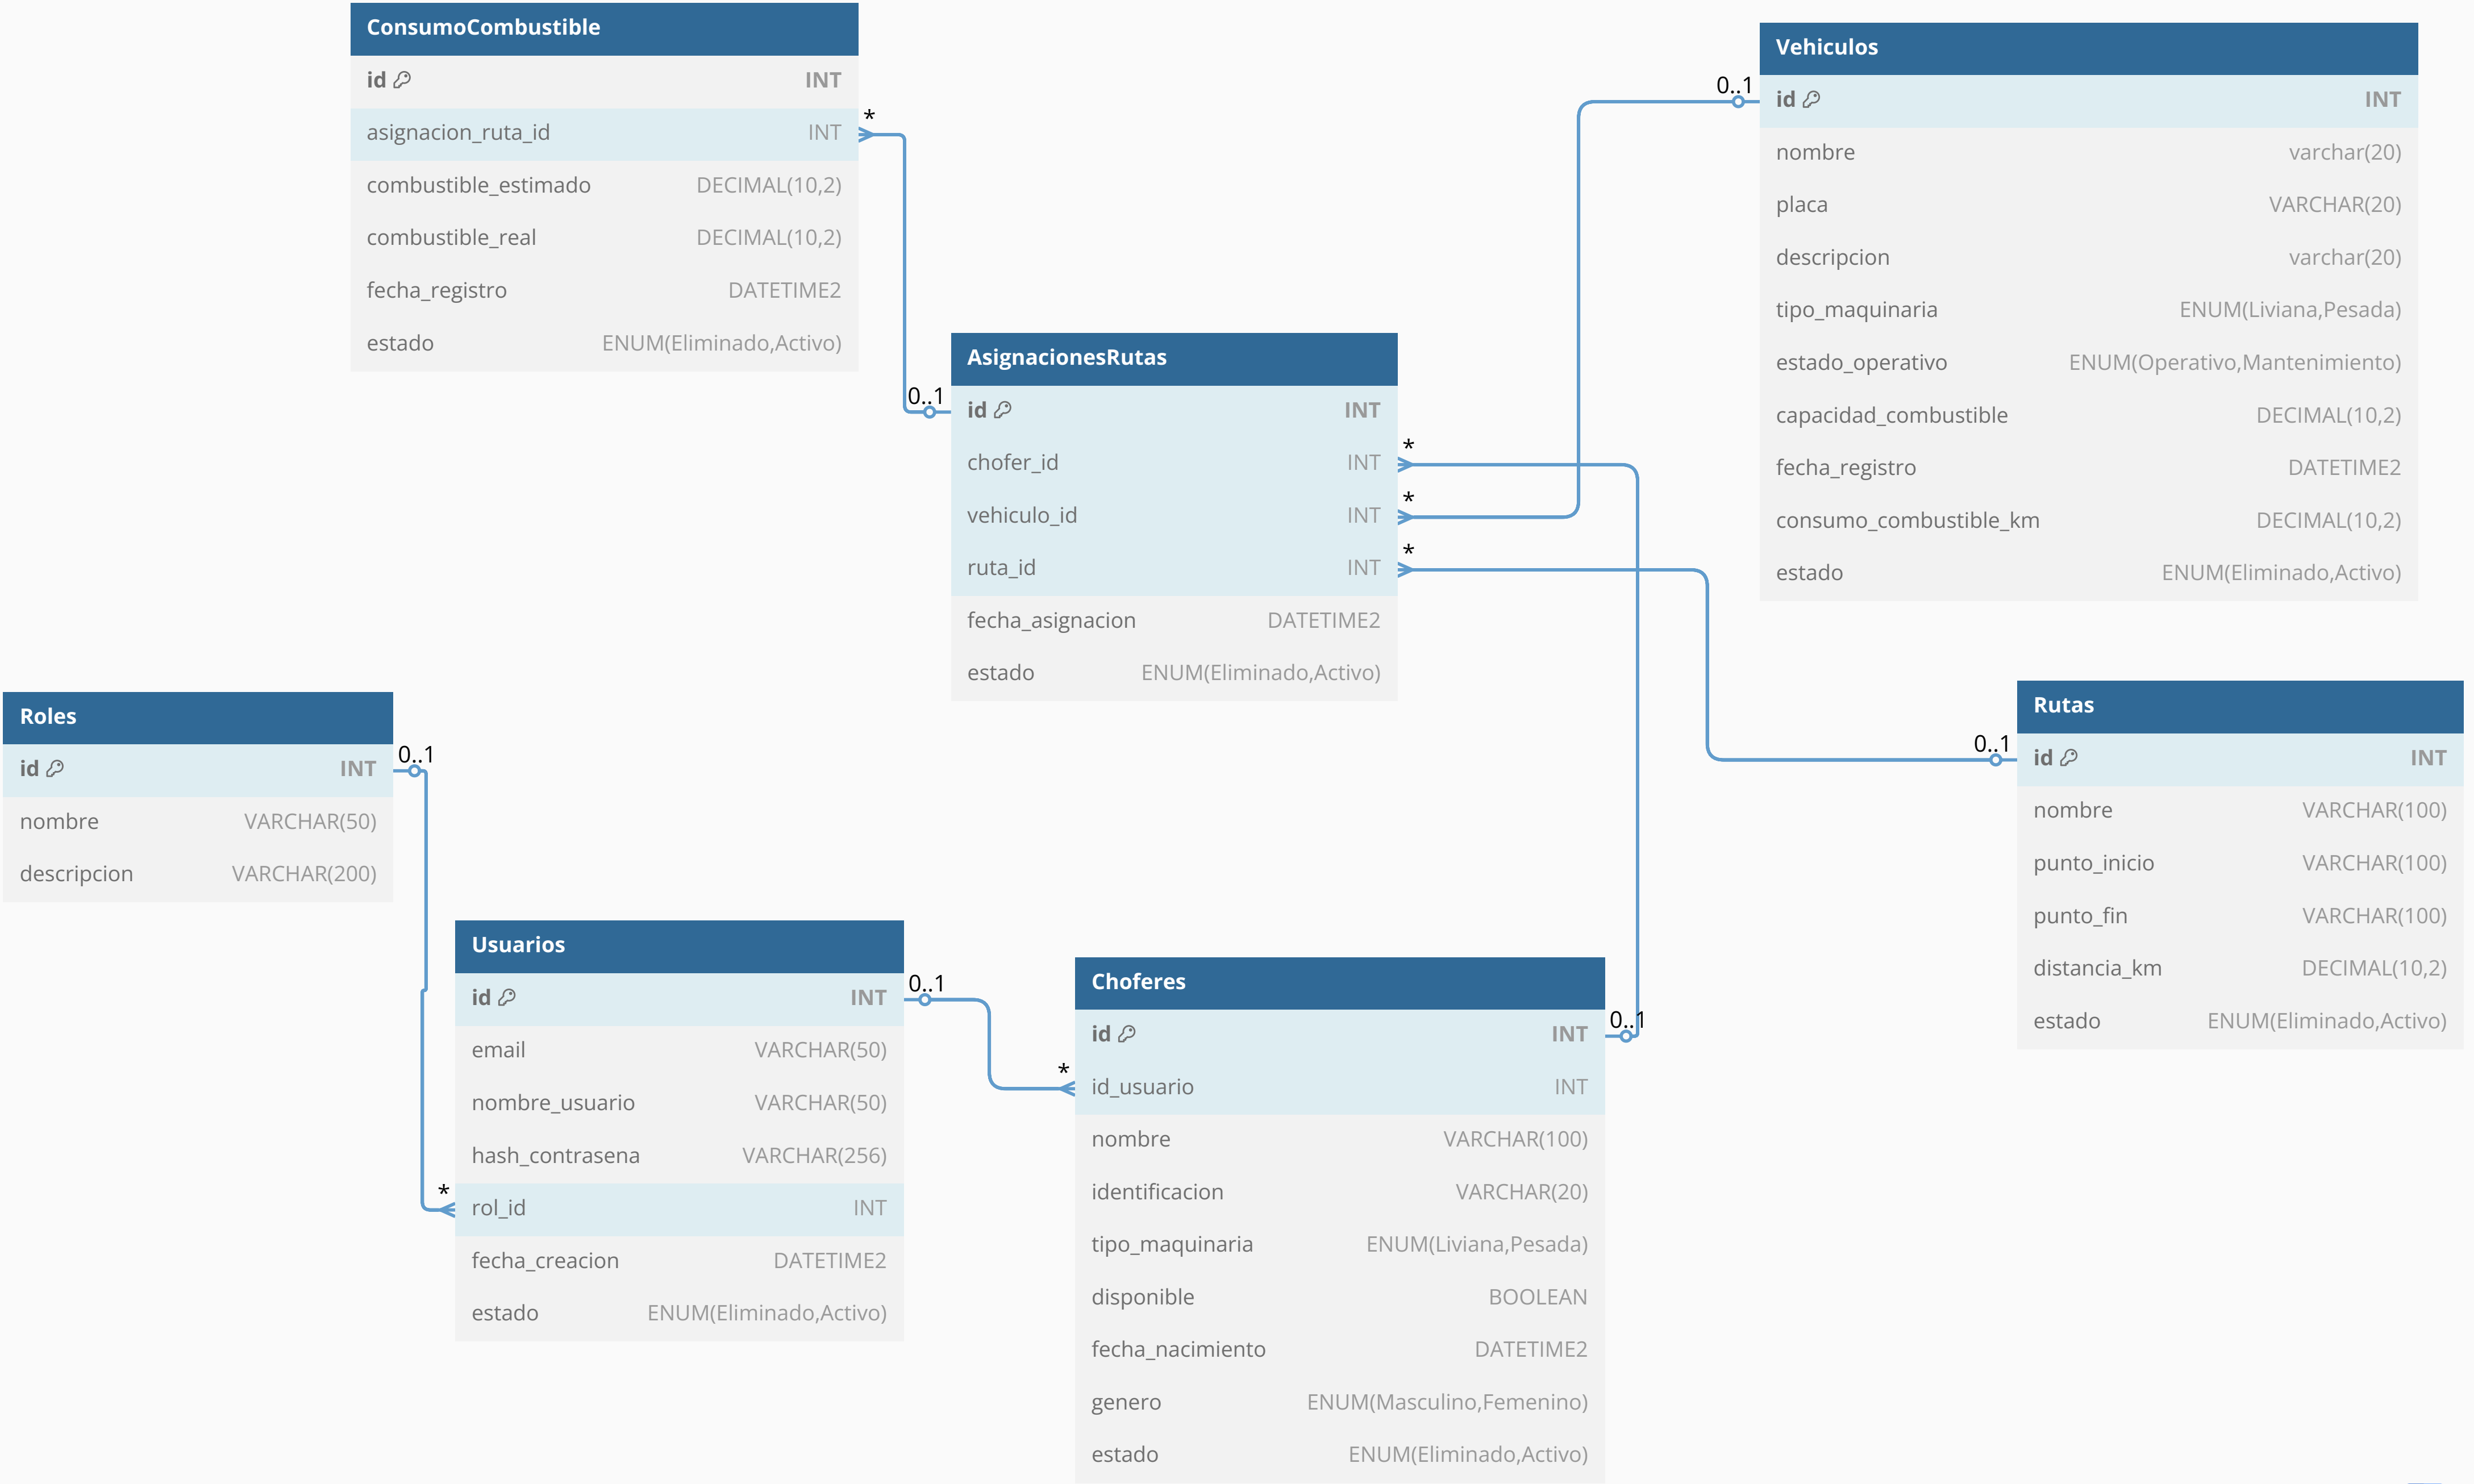 ConsumoCombustible
id INT
asignacion_ruta_id INT
combustible_estimado DECIMAL(10,2)
combustible_real DECIMAL(10,2)
fecha_registro DATETIME2
estado ENUM(Eliminado,Activo)
*
0..1
Vehiculos
0..1
id INT
nombre varchar(20)
placa VARCHAR(20)
descripcion varchar(20)
tipo_maquinaria ENUM(Liviana,Pesada)
estado_operativo ENUM(Operativo,Mantenimiento)
capacidad_combustible DECIMAL(10,2)
fecha_registro DATETIME2
consumo_combustible_km DECIMAL(10,2)
estado ENUM(Eliminado,Activo)
AsignacionesRutas
id INT
*
chofer_id INT
*
vehiculo_id INT
*
ruta_id INT
fecha_asignacion DATETIME2
estado ENUM(Eliminado,Activo)
Roles
0..1
id INT
nombre VARCHAR(50)
descripcion VARCHAR(200)
Rutas
0..1
id INT
nombre VARCHAR(100)
punto_inicio VARCHAR(100)
punto_fin VARCHAR(100)
distancia_km DECIMAL(10,2)
estado ENUM(Eliminado,Activo)
Usuarios
0..1
id INT
email VARCHAR(50)
nombre_usuario VARCHAR(50)
hash_contrasena VARCHAR(256)
*
rol_id INT
fecha_creacion DATETIME2
estado ENUM(Eliminado,Activo)
Choferes
0..1
id INT
*
id_usuario INT
nombre VARCHAR(100)
identificacion VARCHAR(20)
tipo_maquinaria ENUM(Liviana,Pesada)
disponible BOOLEAN
fecha_nacimiento DATETIME2
genero ENUM(Masculino,Femenino)
estado ENUM(Eliminado,Activo)